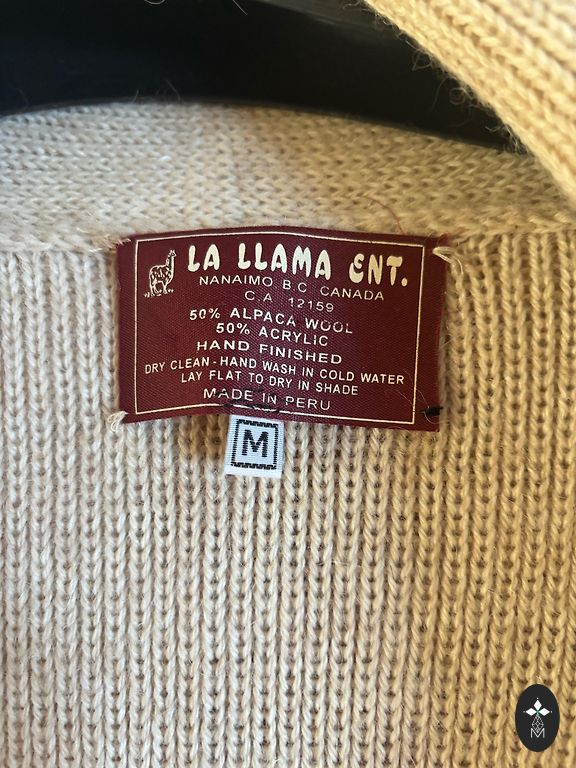 LA LLAMA ENT.
NANAIMO B.C CANADA
CA 12159
50% ALPACA WOOL
50% ACRYLIC
HAND FINISHED
DRY CLEAN - HAND WASH IN COLD WATER
LAY FLAT TO DRY IN SHADE
MADE IN PERU
M
M